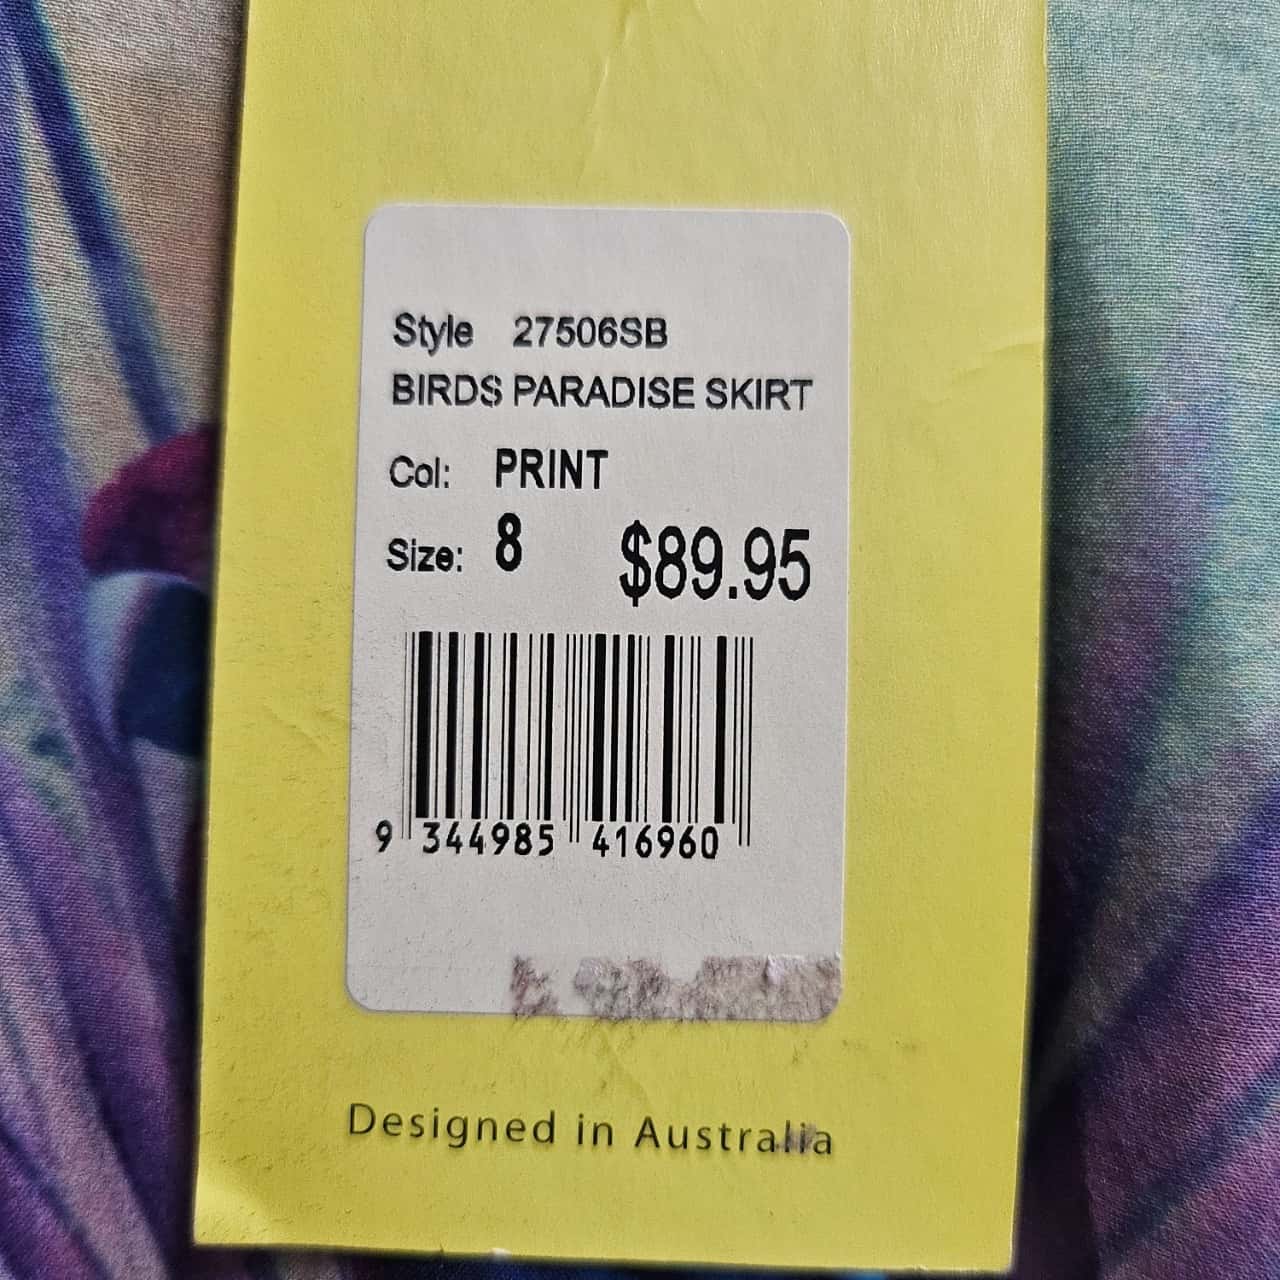 Style 27506SB
BIRDS PARADISE SKIRT
Col: PRINT
Size: 8 $89.95
9 344985 416960
Designed in Australia